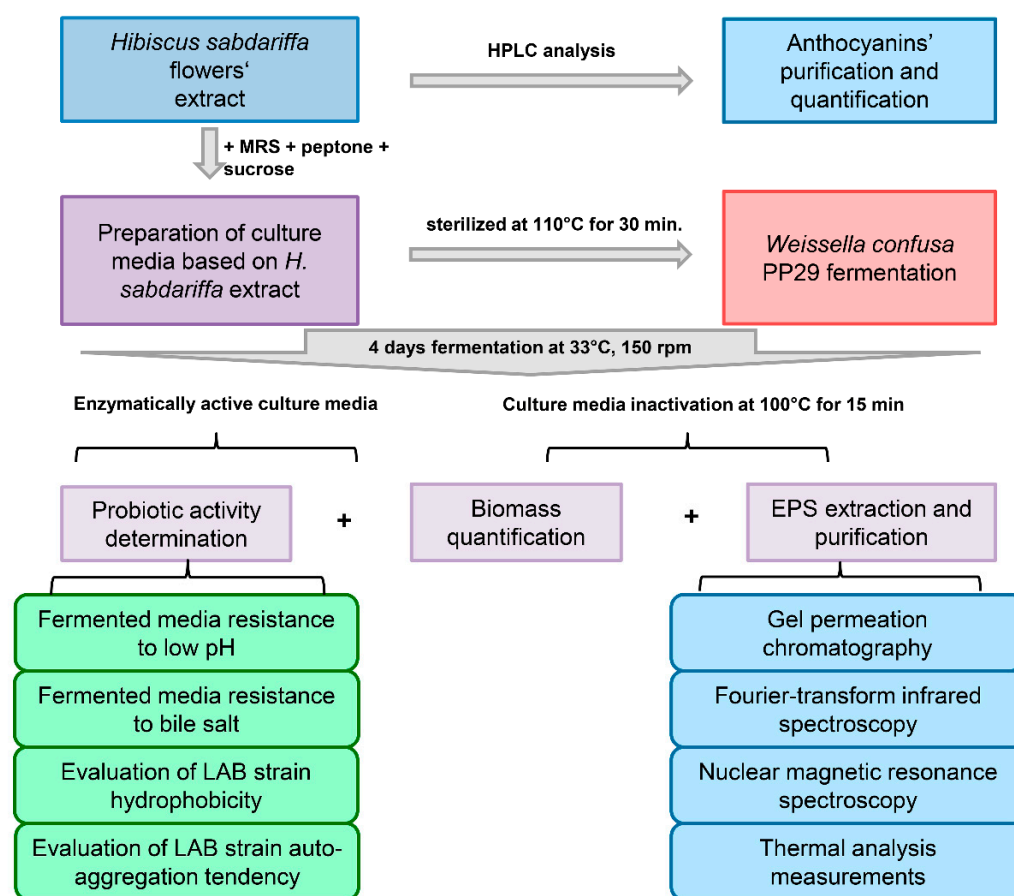 Hibiscus sabdariffa
flowers‘
extract
HPLC analysis
Anthocyanins’
purification and
quantification
+ MRS + peptone +
sucrose
Preparation of culture
media based on H.
sabdariffa extract
sterilized at 110°C for 30 min.
Weissella confusa
PP29 fermentation
4 days fermentation at 33°C, 150 rpm
Enzymatically active culture media
Culture media inactivation at 100°C for 15 min
Probiotic activity
determination
+
Biomass
quantification
+
EPS extraction and
purification
Fermented media resistance
to low pH
Fermented media resistance
to bile salt
Evaluation of LAB strain
hydrophobicity
Evaluation of LAB strain auto-
aggregation tendency
Gel permeation
chromatography
Fourier-transform infrared
spectroscopy
Nuclear magnetic resonance
spectroscopy
Thermal analysis
measurements